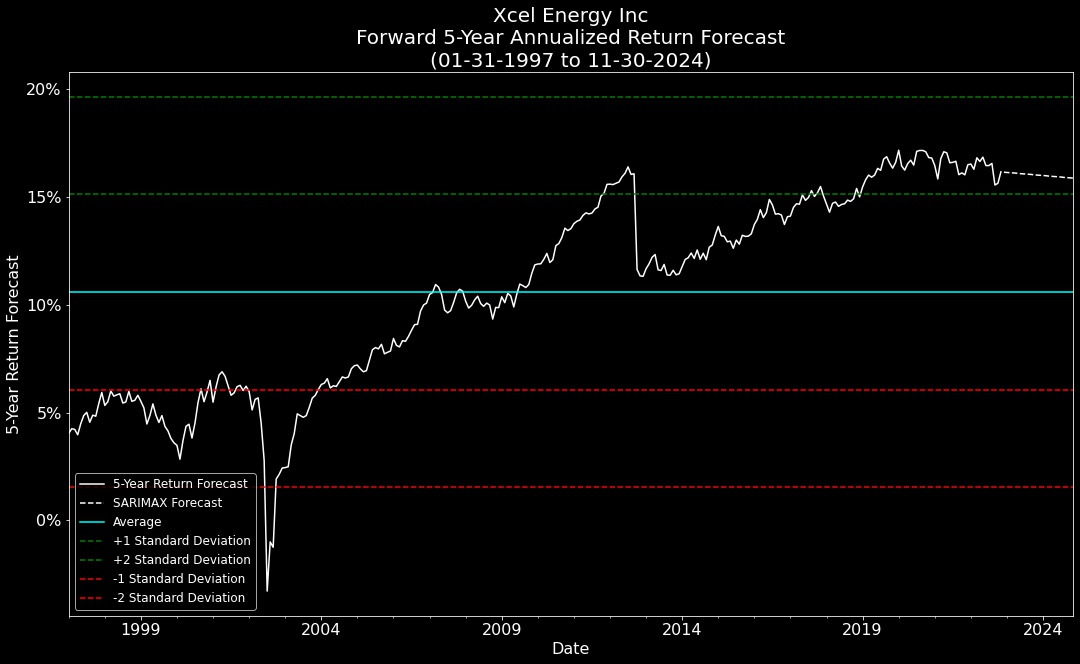 Xcel Energy Inc
Forward 5-Year Annualized Return Forecast
(01-31-1997 to 11-30-2024)
20%
15%
10%
5%
0%
5-Year Return Forecast
5-Year Return Forecast
SARIMAX Forecast
Average
+1 Standard Deviation
+2 Standard Deviation
-1 Standard Deviation
-2 Standard Deviation
1999 2004 2009 2014 2019 2024
Date